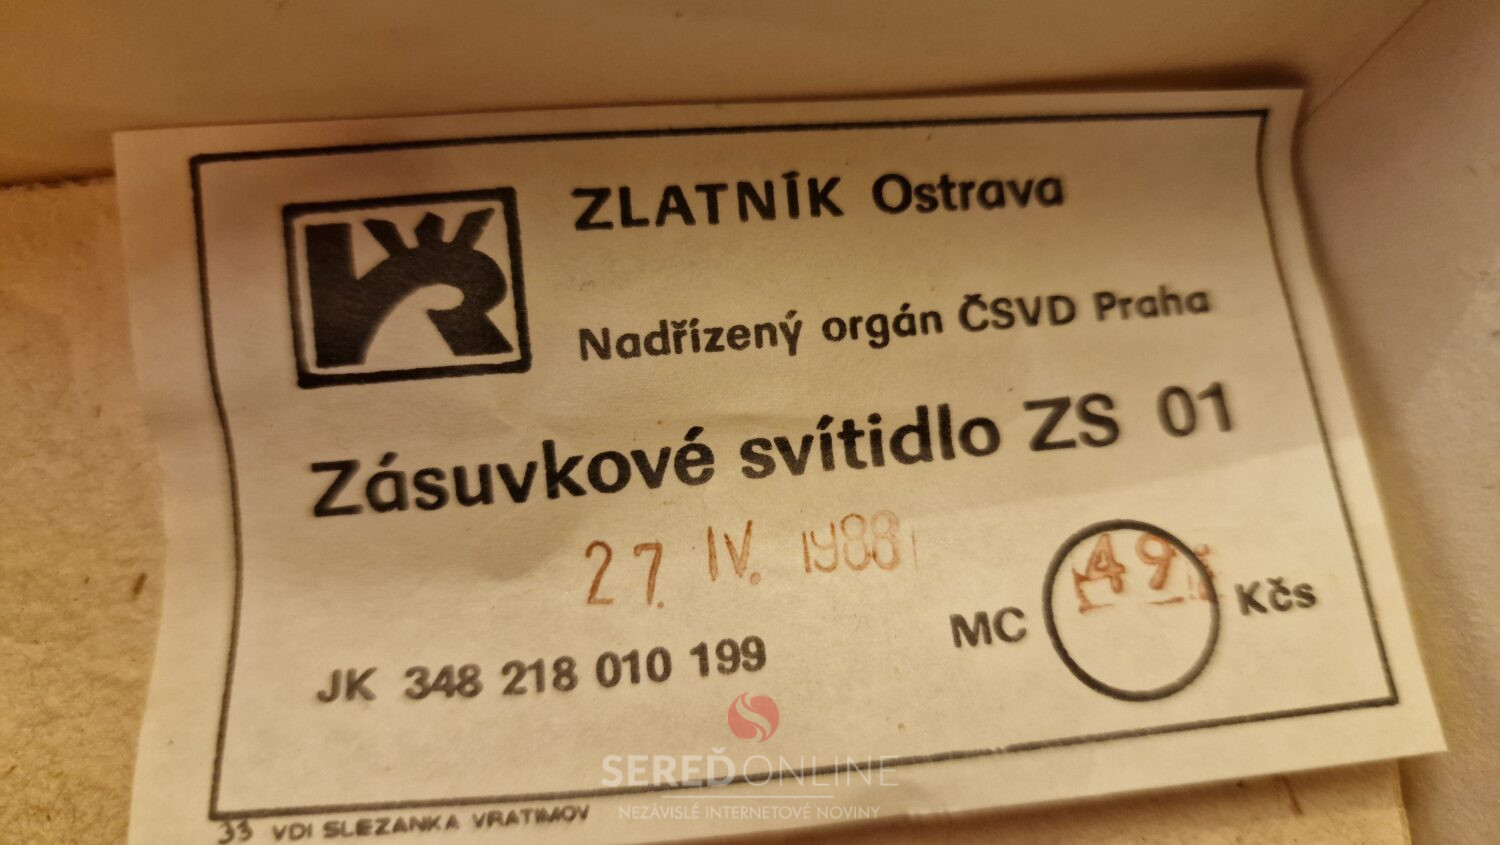 ZLATNÍK Ostrava
Nadřízený orgán ČSVD Praha
Zásuvkové svítidlo ZS 01
27. IV. 1988
MC 49 Kčs
JK 348 218 010 199
33 VDI SLEZANKA VRATIMOV
SEREĎONLINE
NEZÁVISLÉ INTERNETOVÉ NOVINY